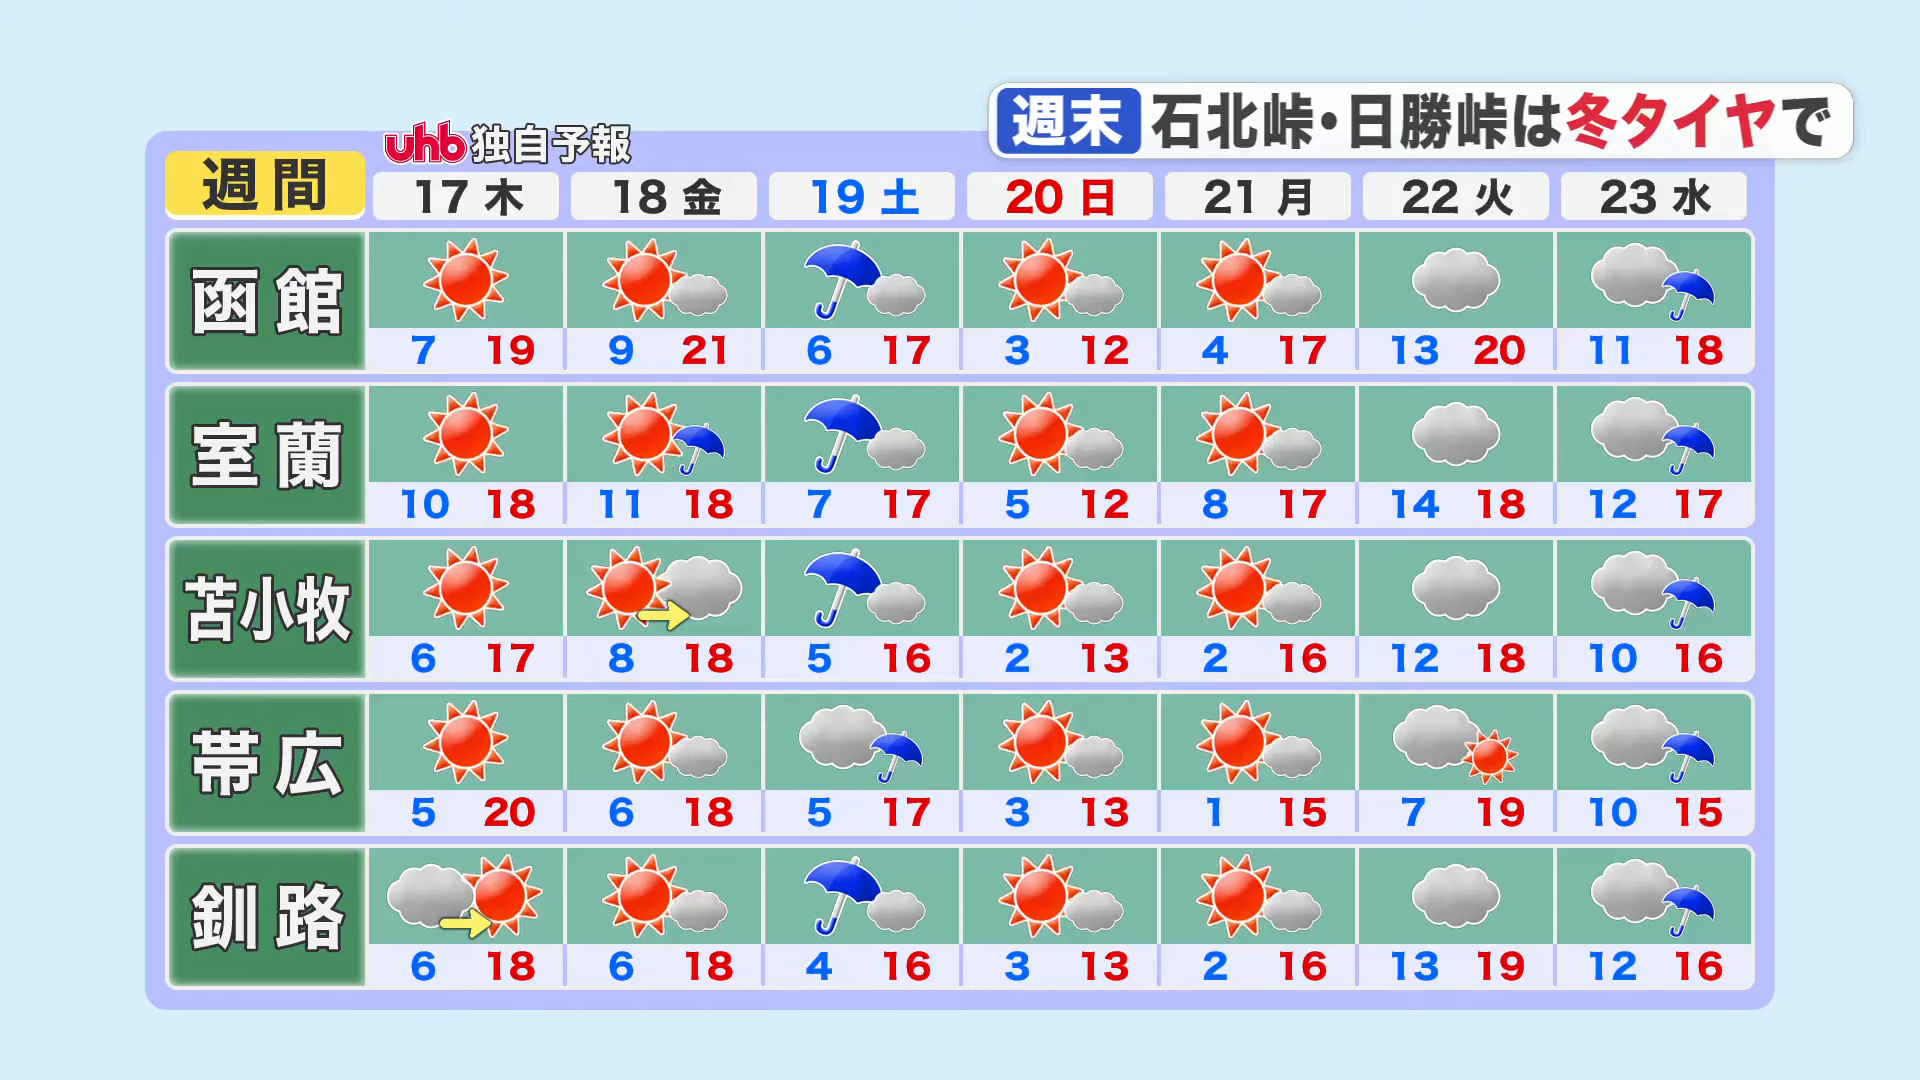 週末 石北峠・日勝峠は冬タイヤで
uhb 独自予報
週間 17 木 18 金 19 土 20 日 21 月 22 火 23 水
函館
7 19 9 21 6 17 3 12 4 17 13 20 11 18
室蘭
10 18 11 18 7 17 5 12 8 17 14 18 12 17
苫小牧
6 17 8 18 5 16 2 13 2 16 12 18 10 16
帯広
5 20 6 18 5 17 3 13 1 15 7 19 10 15
釧路
6 18 6 18 4 16 3 13 2 16 13 19 12 16